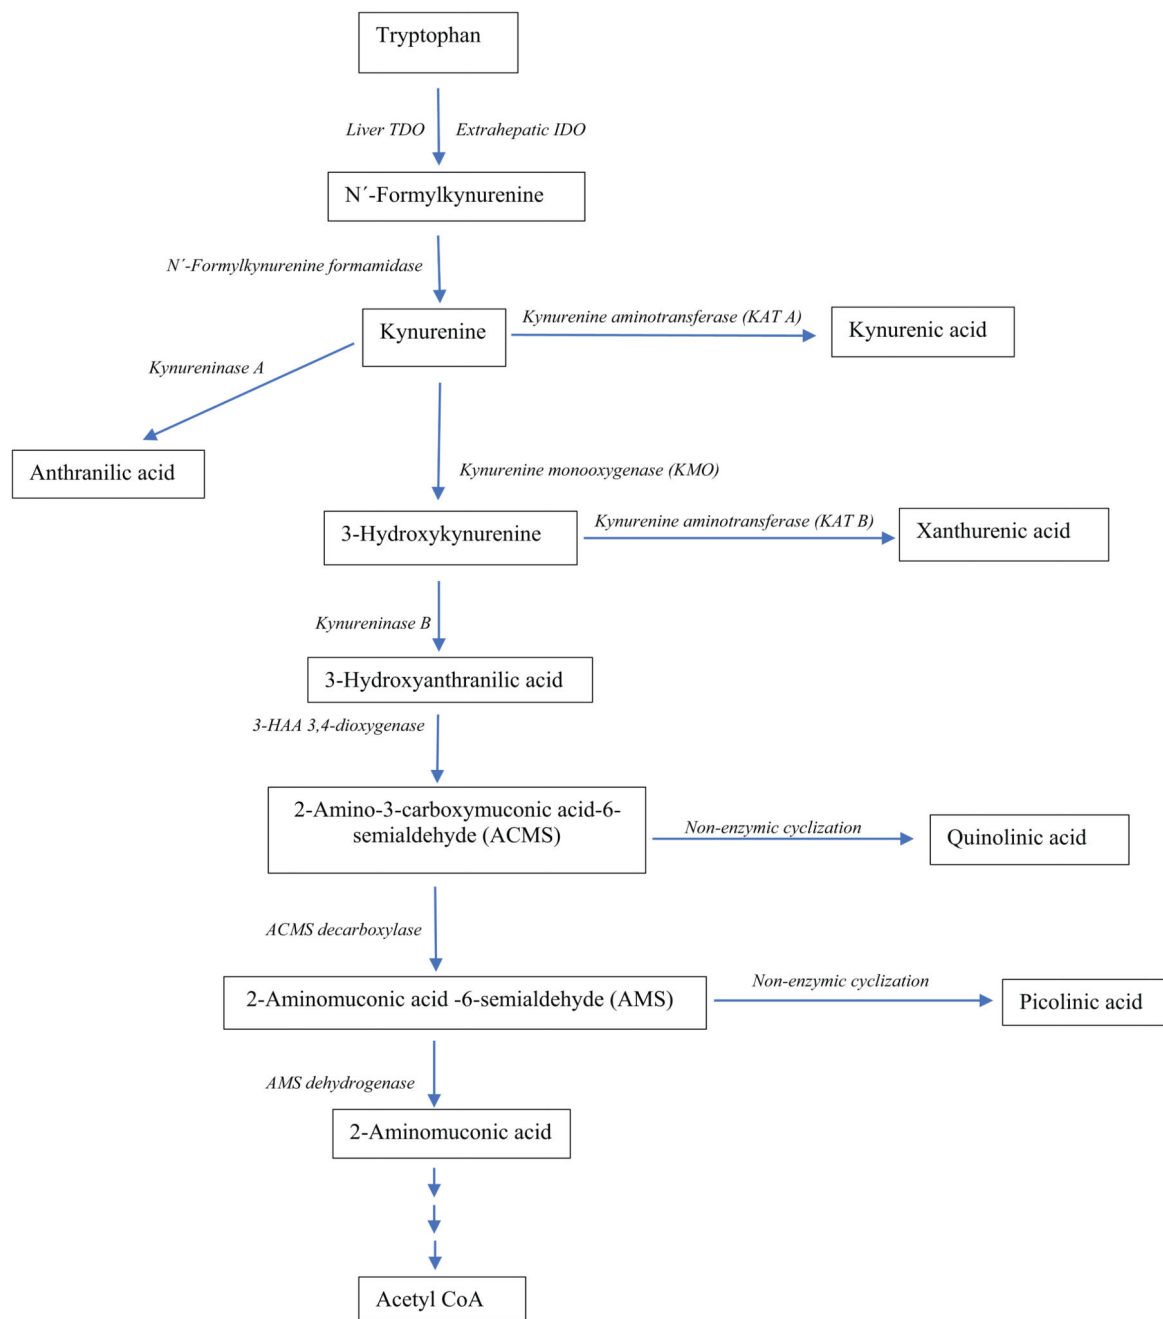 Tryptophan
Liver TDO
Extrahepatic IDO
N´-Formylkynurenine
N´-Formylkynurenine formamidase
Kynurenine
Kynurenine aminotransferase (KAT A)
Kynurenic acid
Kynureninase A
Anthranilic acid
Kynurenine monooxygenase (KMO)
3-Hydroxykynurenine
Kynurenine aminotransferase (KAT B)
Xanthurenic acid
Kynureninase B
3-Hydroxyanthranilic acid
3-HAA 3,4-dioxygenase
2-Amino-3-carboxymuconic acid-6-
semialdehyde (ACMS)
Non-enzymic cyclization
Quinolinic acid
ACMS decarboxylase
2-Aminomuconic acid -6-semialdehyde (AMS)
Non-enzymic cyclization
Picolinic acid
AMS dehydrogenase
2-Aminomuconic acid
Acetyl CoA